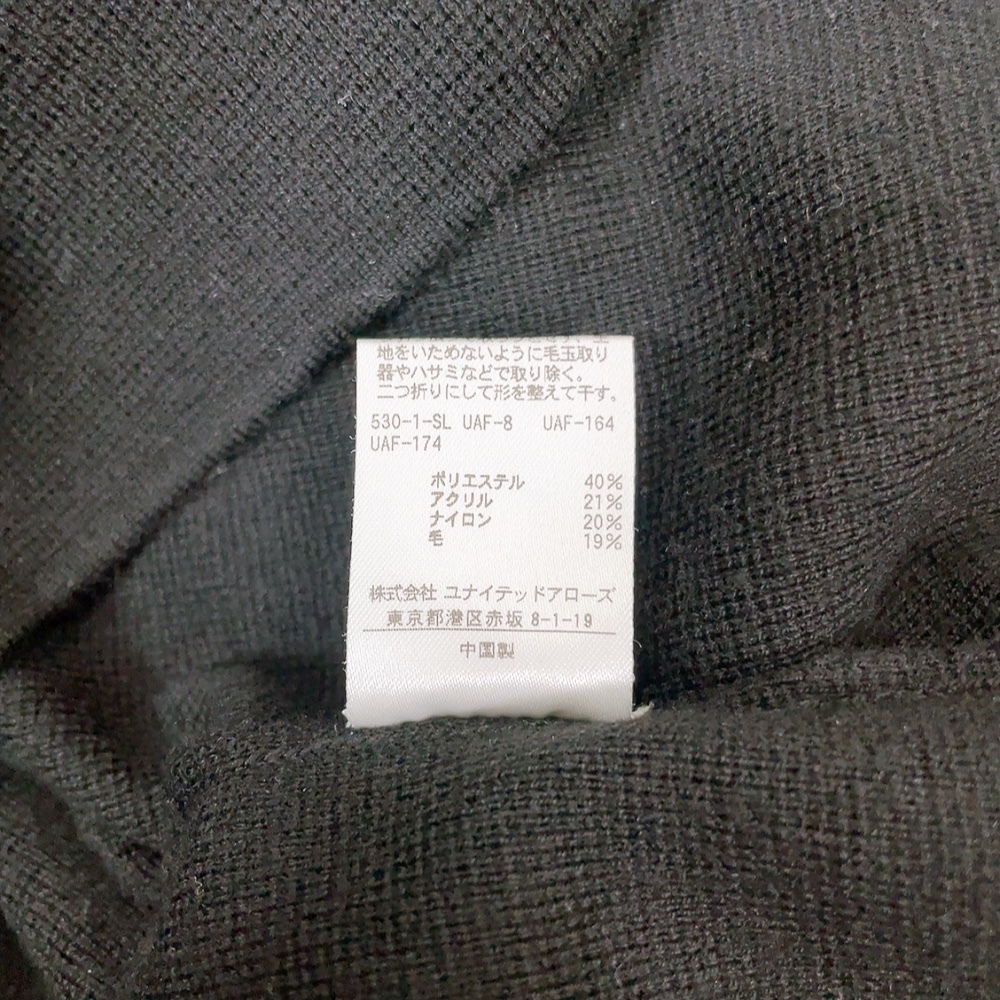 地をいためないように毛玉取り
器やハサミなどで取り除く。
二つ折りにして形を整えて干す。
530-1-SL UAF-8 UAF-164
UAF-174
ポリエステル 40%
アクリル 21%
ナイロン 20%
毛 19%
株式会社 ユナイテッドアローズ
東京都港区赤坂 8-1-19
中国製